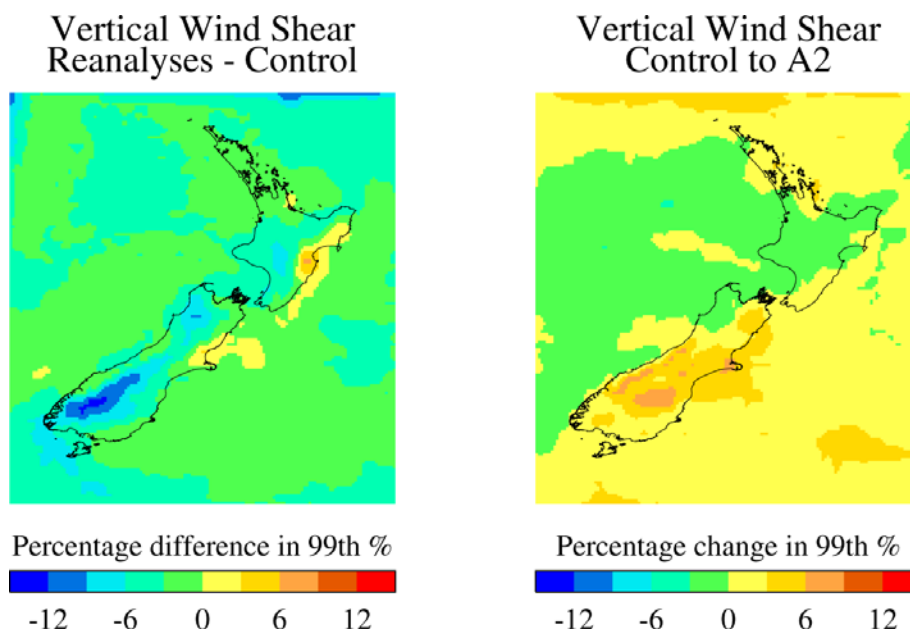 Vertical Wind Shear
Reanalyses - Control
Vertical Wind Shear
Control to A2
Percentage difference in 99th %
-12 -6 0 6 12
Percentage change in 99th %
-12 -6 0 6 12